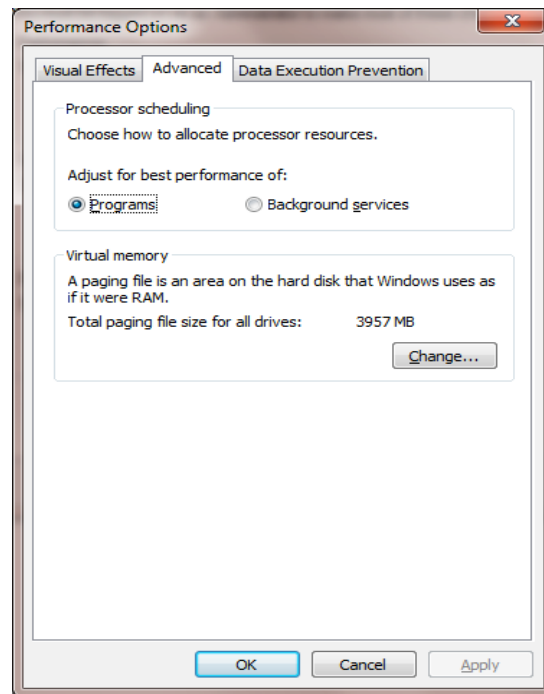 Performance Options
Visual Effects Advanced Data Execution Prevention
Processor scheduling
Choose how to allocate processor resources.
Adjust for best performance of:
Programs Background services
Virtual memory
A paging file is an area on the hard disk that Windows uses as
if it were RAM.
Total paging file size for all drives: 3957 MB
Change...
OK Cancel Apply